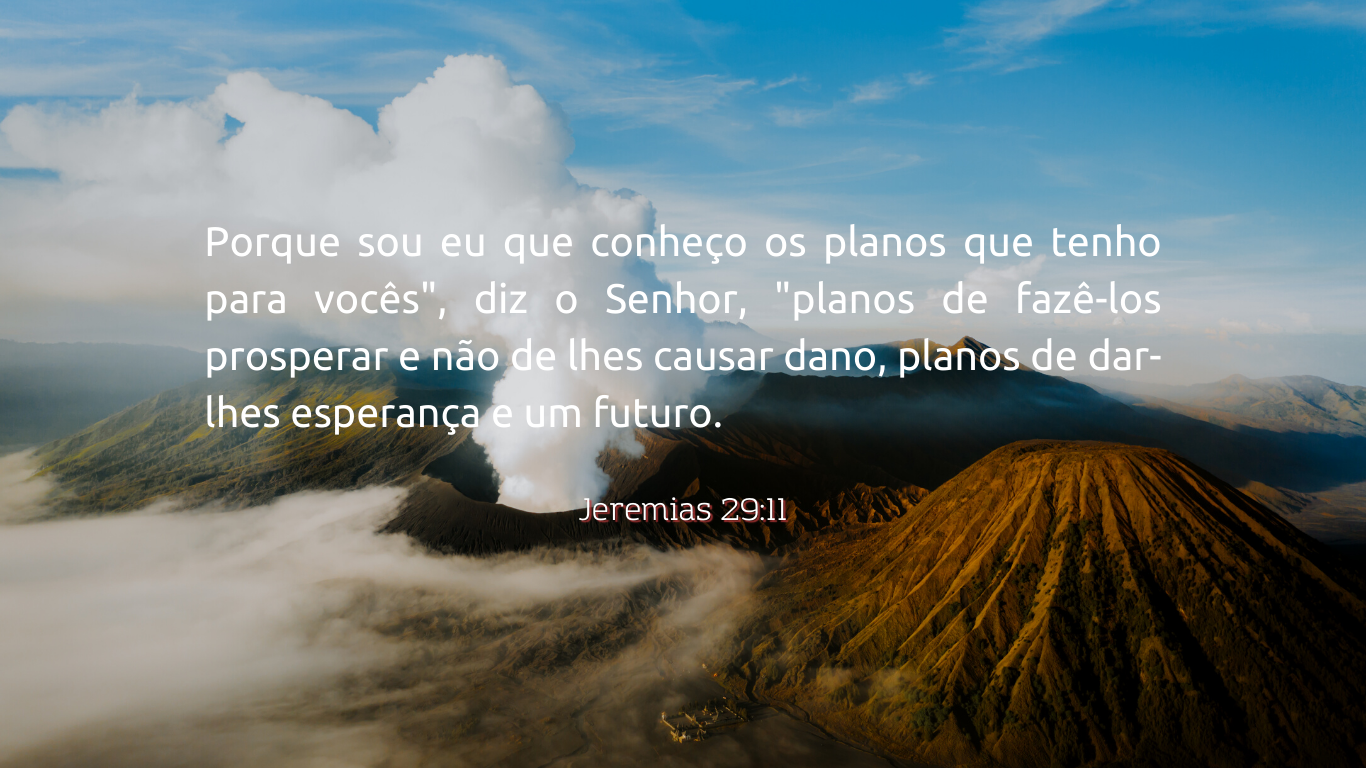 Porque sou eu que conheço os planos que tenho
para vocês", diz o Senhor, "planos de fazê-los
prosperar e não de lhes causar dano, planos de dar-
lhes esperança e um futuro.
Jeremias 29:11